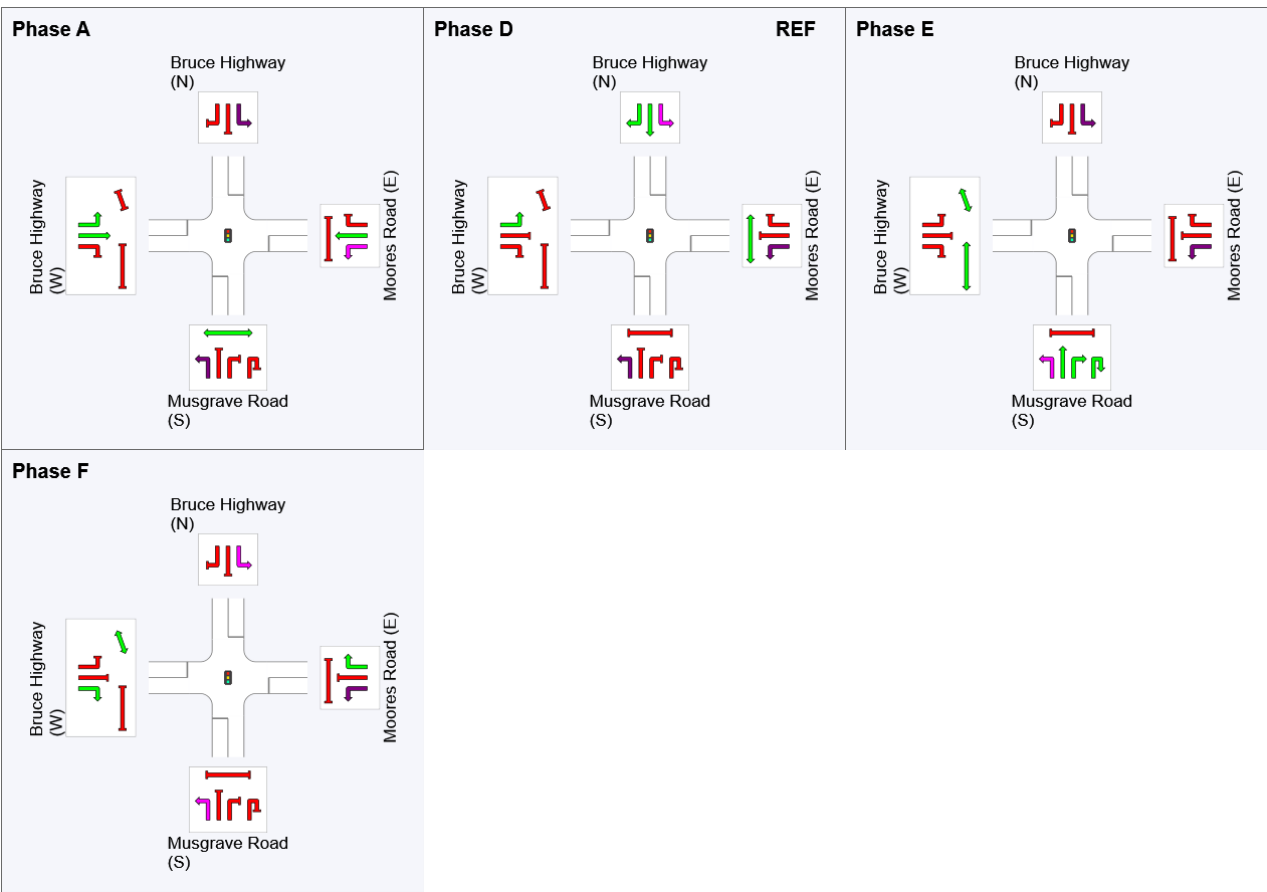 Phase A
Bruce Highway
(N)
Bruce Highway
(W)
Moores Road (E)
Musgrave Road
(S)
Phase D
REF
Bruce Highway
(N)
Bruce Highway
(W)
Moores Road (E)
Musgrave Road
(S)
Phase E
Bruce Highway
(N)
Bruce Highway
(W)
Moores Road (E)
Musgrave Road
(S)
Phase F
Bruce Highway
(N)
Bruce Highway
(W)
Moores Road (E)
Musgrave Road
(S)